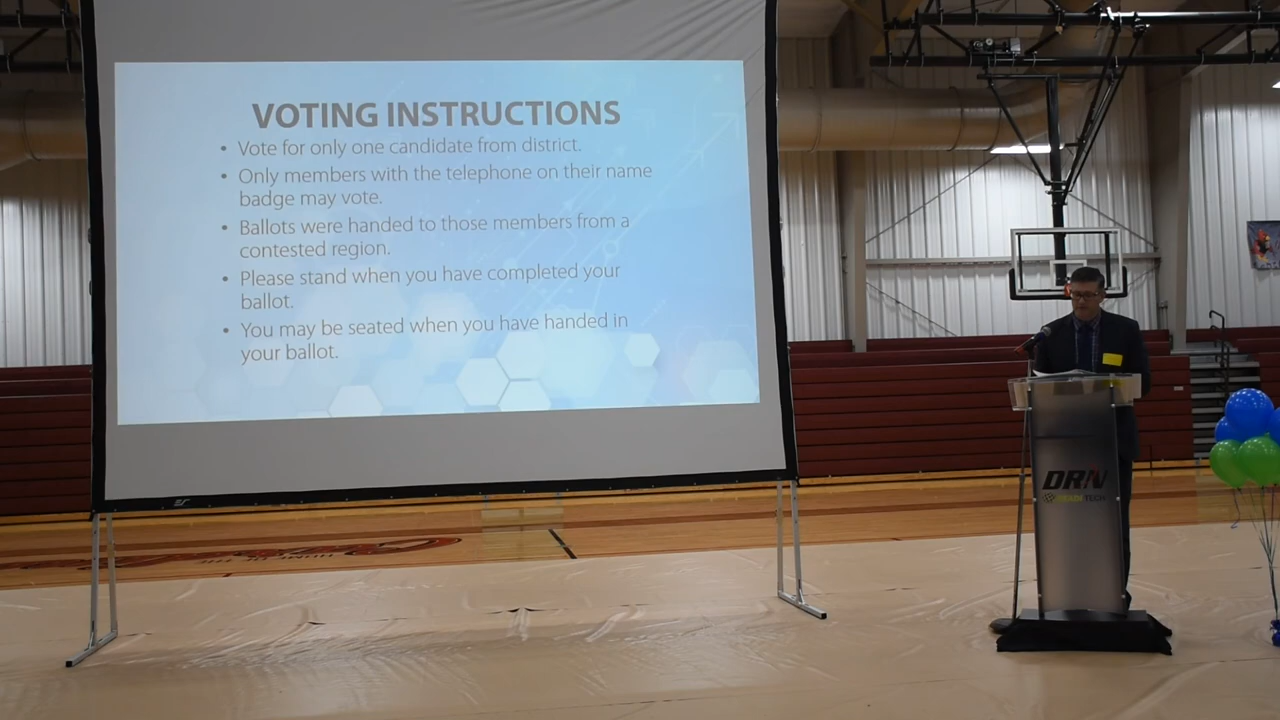 VOTING INSTRUCTIONS
• Vote for only one candidate from district.
• Only members with the telephone on their name
badge may vote.
• Ballots were handed to those members from a
contested region.
• Please stand when you have completed your
ballot.
• You may be seated when you have handed in
your ballot.
DRN
READITECH